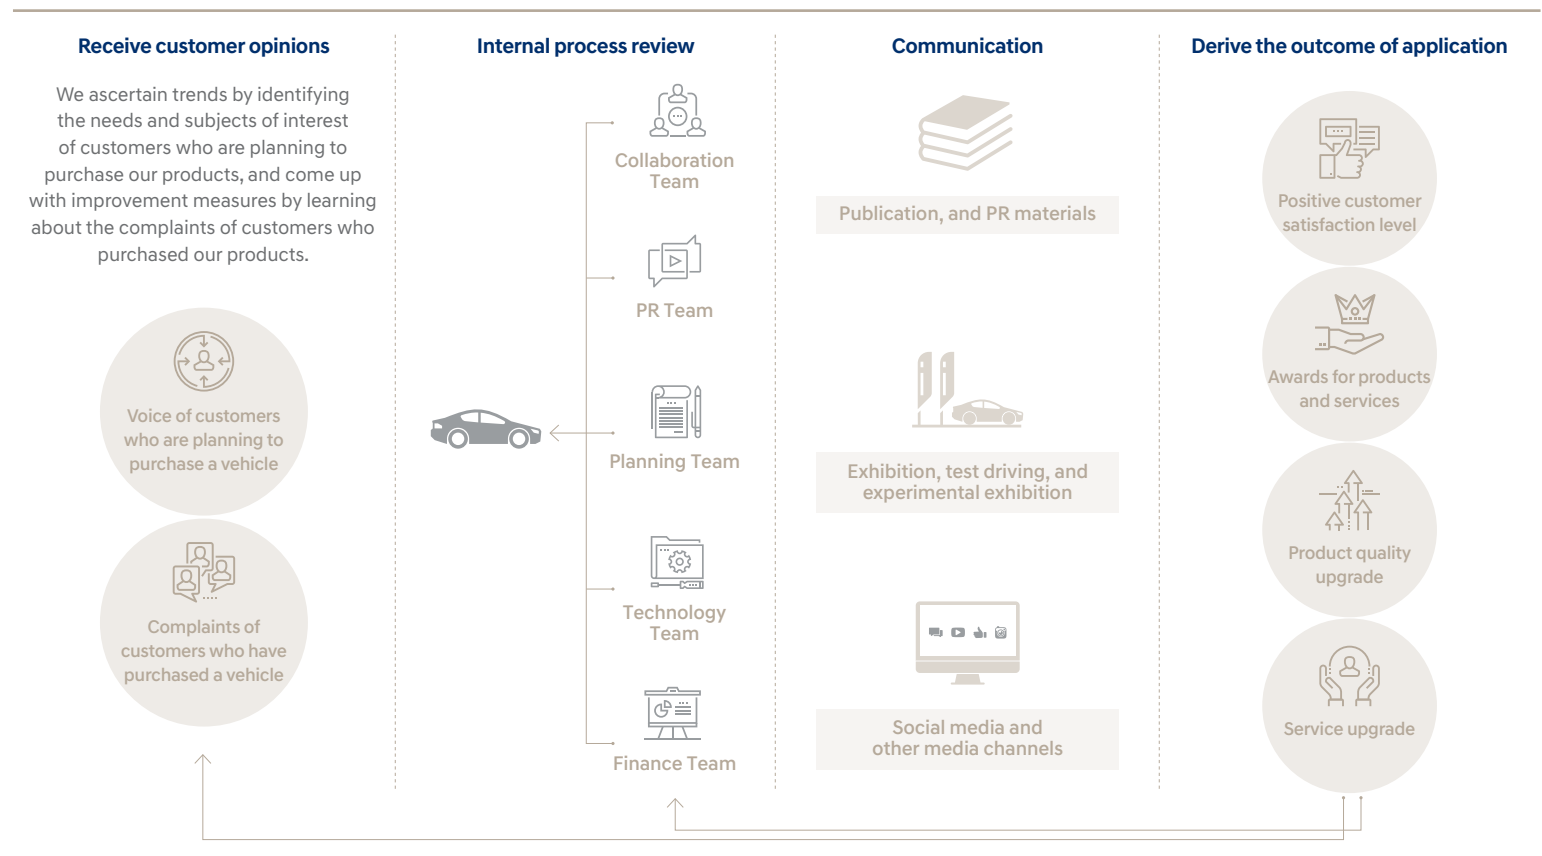 Receive customer opinions
We ascertain trends by identifying
the needs and subjects of interest
of customers who are planning to
purchase our products, and come up
with improvement measures by learning
about the complaints of customers who
purchased our products.
Voice of customers
who are planning to
purchase a vehicle
Complaints of
customers who have
purchased a vehicle
Internal process review
Collaboration
Team
PR Team
Planning Team
Technology
Team
Finance Team
Communication
Publication, and PR materials
Exhibition, test driving, and
experimental exhibition
Social media and
other media channels
Derive the outcome of application
Positive customer
satisfaction level
Awards for products
and services
Product quality
upgrade
Service upgrade